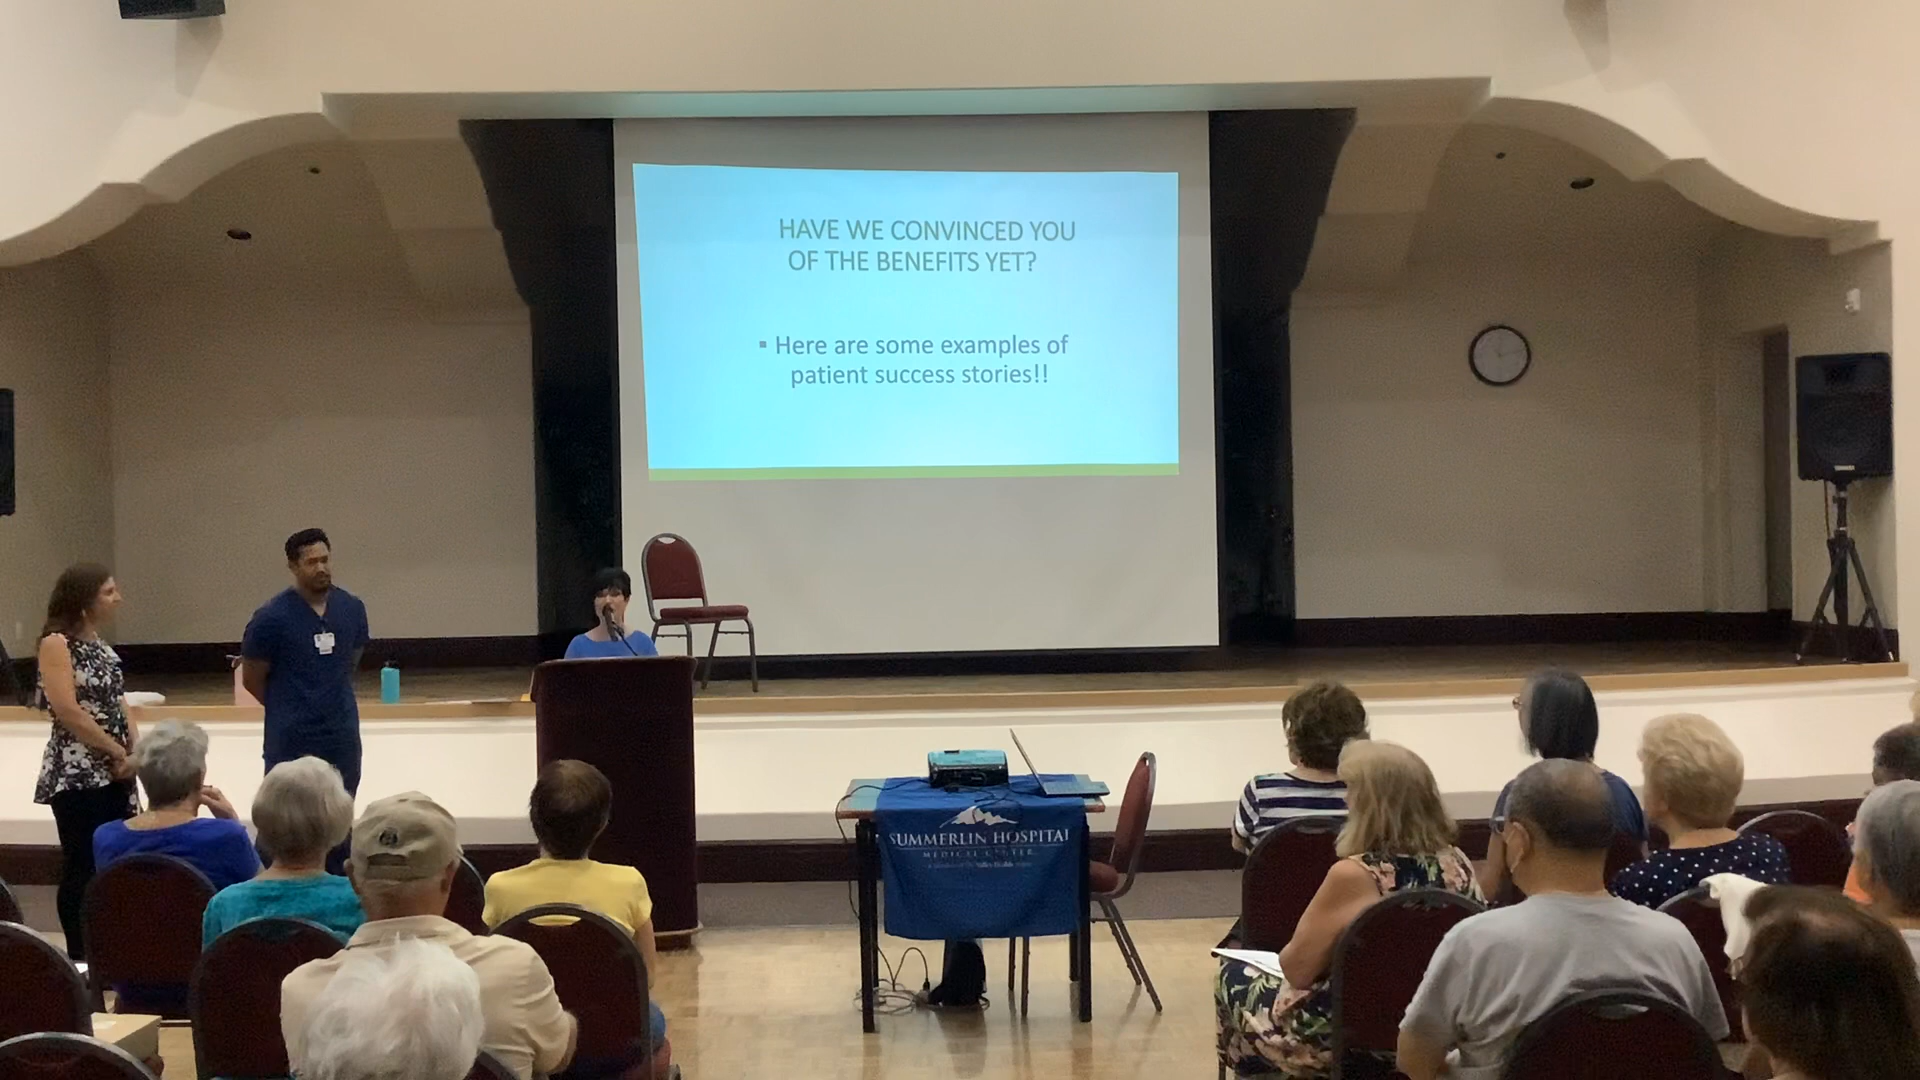 HAVE WE CONVINCED YOU
OF THE BENEFITS YET?
▪ Here are some examples of
patient success stories!!
SUMMERLIN HOSPITAL
MEDICAL CENTER